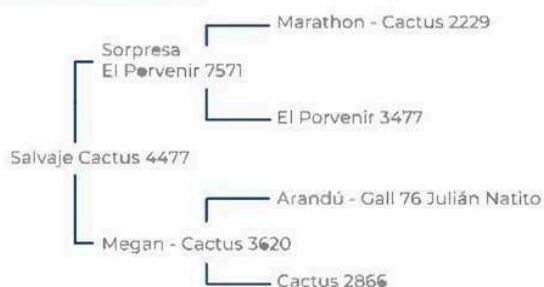 Marathon - Cactus 2229
Sorpresa
El Porvenir 7571
El Porvenir 3477
Salvaje Cactus 4477
Arandú - Gall 76 Julián Natito
Megan - Cactus 3620
Cactus 2866